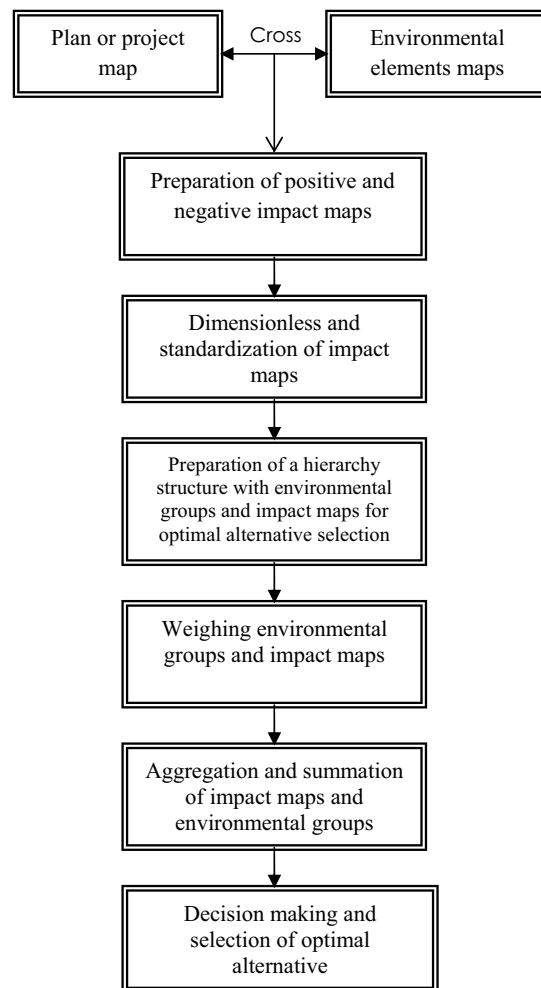 Plan or project
map
Cross
Environmental
elements maps
Preparation of positive and
negative impact maps
Dimensionless and
standardization of impact
maps
Preparation of a hierarchy
structure with environmental
groups and impact maps for
optimal alternative selection
Weighing environmental
groups and impact maps
Aggregation and summation
of impact maps and
environmental groups
Decision making and
selection of optimal
alternative